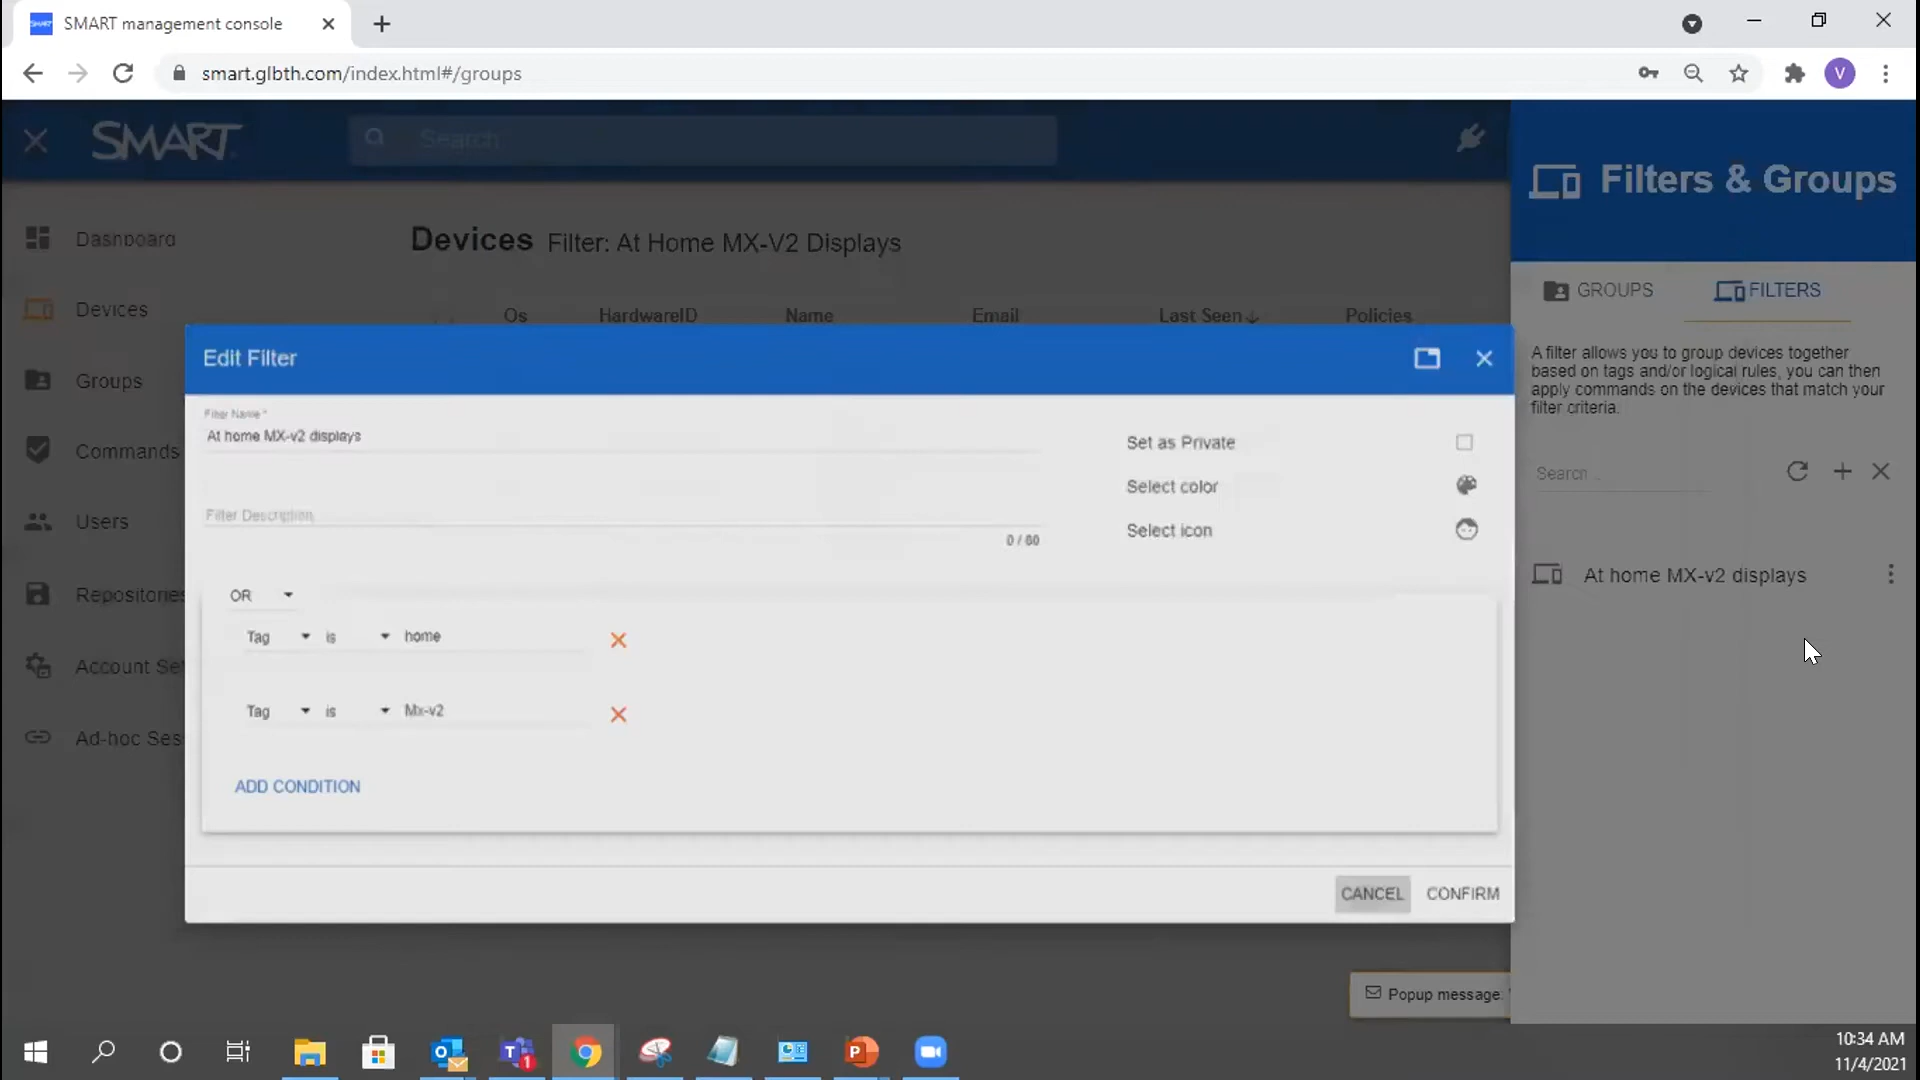 SMART management console
smart.glbth.com/index.html#/groups
V
SMART
Search
Filters & Groups
Dashboard
Devices Filter: At Home MX-V2 Displays
GROUPS
FILTERS
Devices
Os HardwareID Name Email Last Seen Policies
A filter allows you to group devices together
based on tags and/or logical rules, you can then
apply commands on the devices that match your
filter criteria.
Edit Filter
Groups
Filter Name *
At home MX-v2 displays
Set as Private
Commands
Search
Select color
Filter Description
Users
Select icon
0 / 60
At home MX-v2 displays
OR
Repositories
Tag is home
Account Se
Tag is Mx-v2
Ad-hoc Ses
ADD CONDITION
CANCEL CONFIRM
Popup message:
10:34 AM
11/4/2021